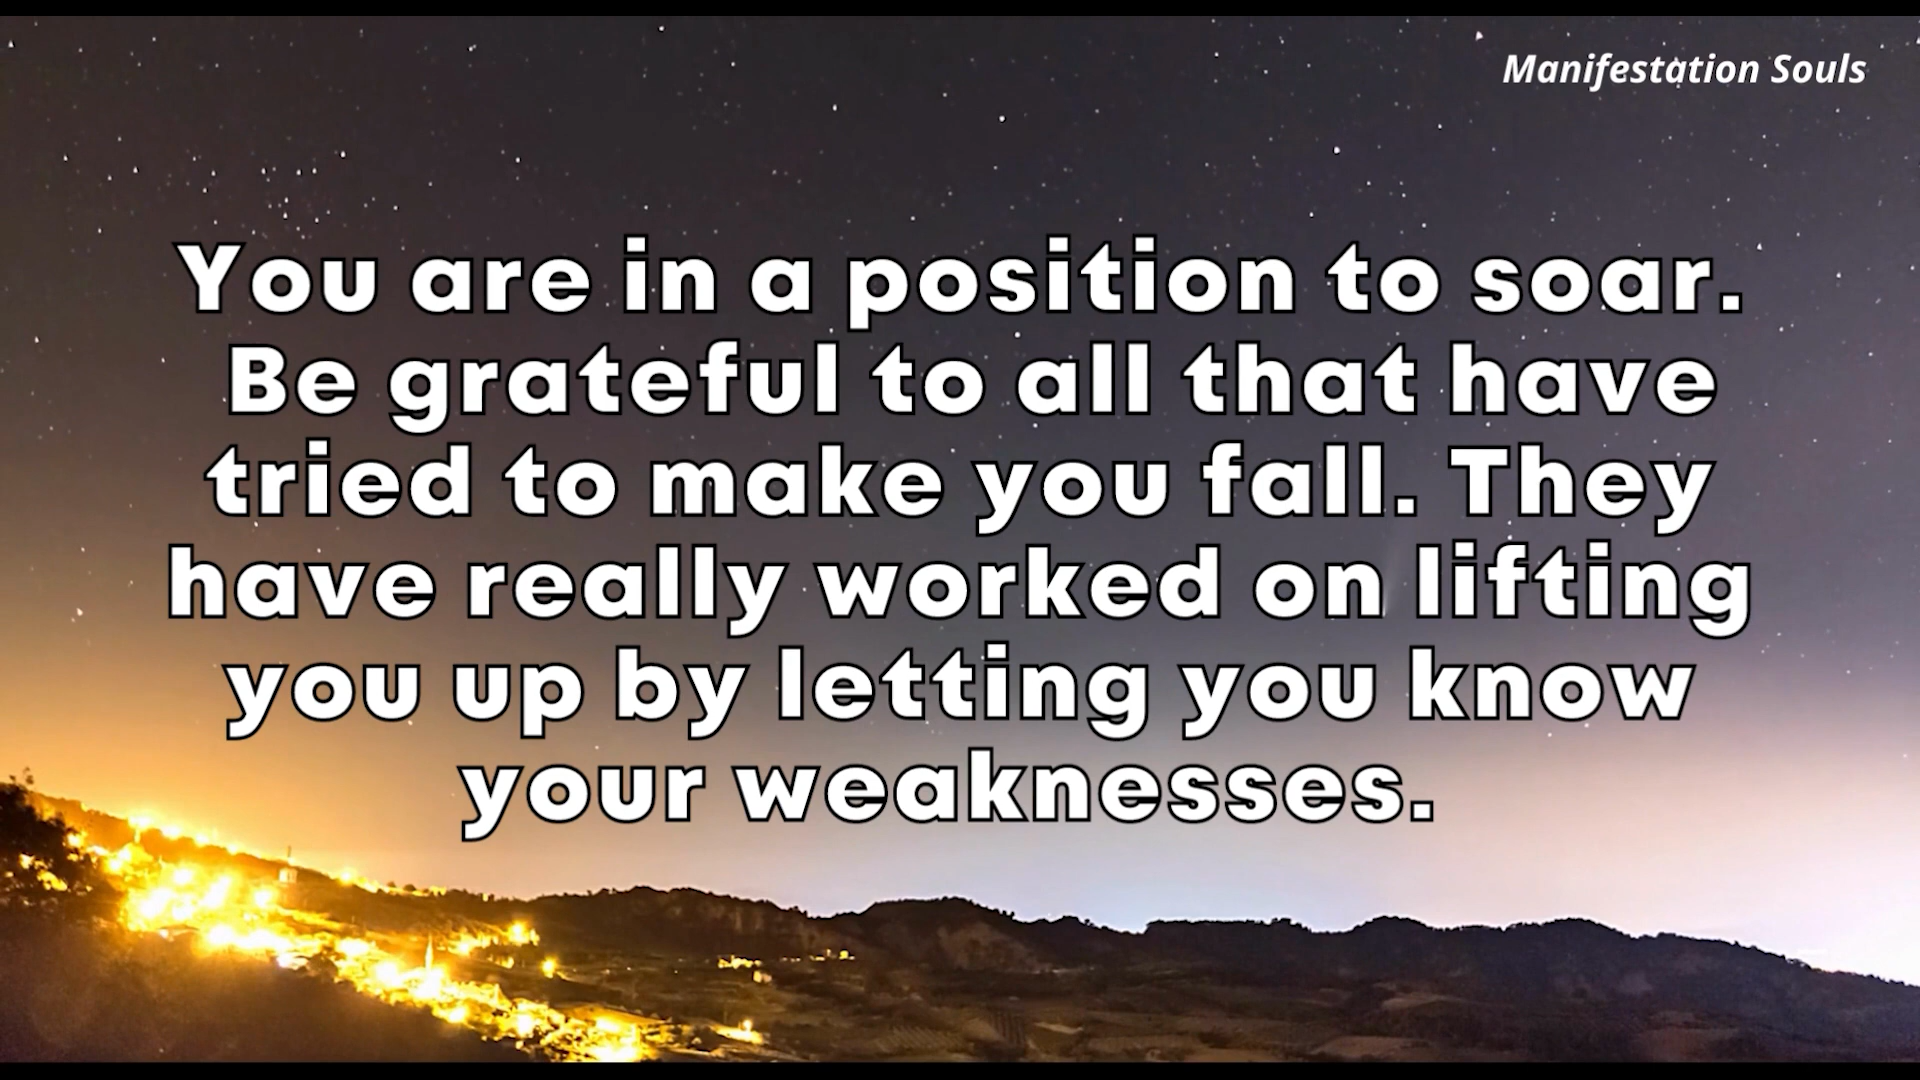 Manifestation Souls
You are in a position to soar.
Be grateful to all that have
tried to make you fall. They
have really worked on lifting
you up by letting you know
your weaknesses.